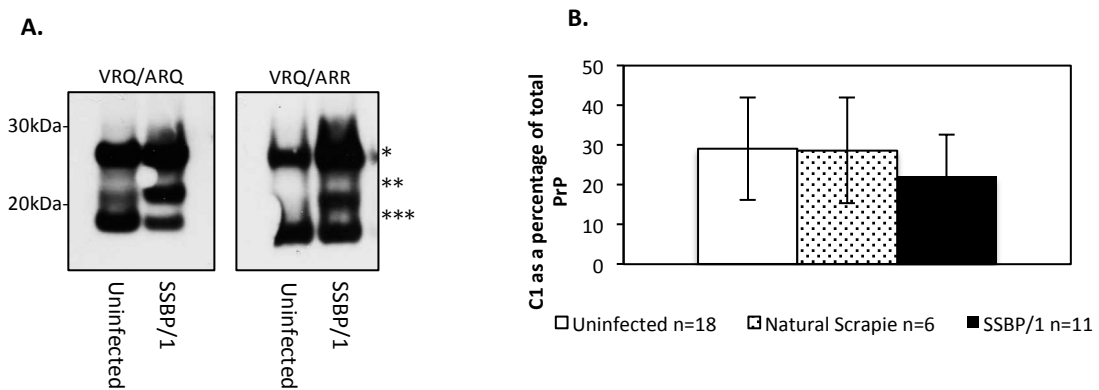 A.
VRQ/ARQ
VRQ/ARR
30kDa-
20kDa-
*
**
***
Uninfected
SSBP/1
Uninfected
SSBP/1
B.
C1 as a percentage of total
PrP
50
40
30
20
10
0
Uninfected n=18
Natural Scrapie n=6
SSBP/1 n=11